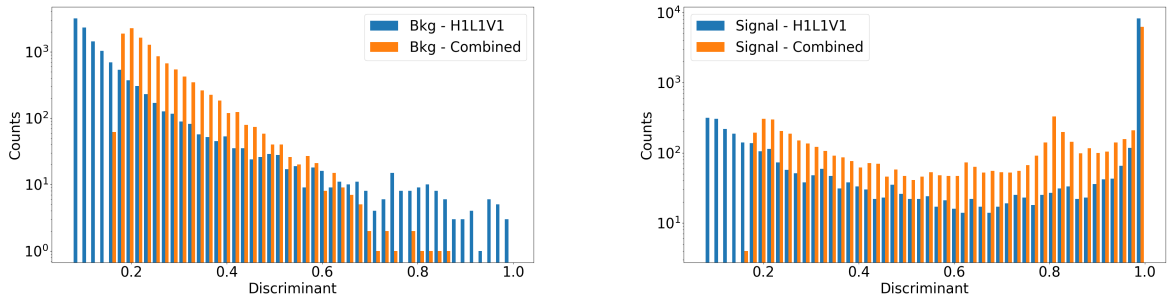 Counts
10^3
10^2
10^1
10^0
Bkg - H1L1V1
Bkg - Combined
0.2
0.4
0.6
0.8
1.0
Discriminant
Counts
10^4
10^3
10^2
10^1
Signal - H1L1V1
Signal - Combined
0.2
0.4
0.6
0.8
1.0
Discriminant